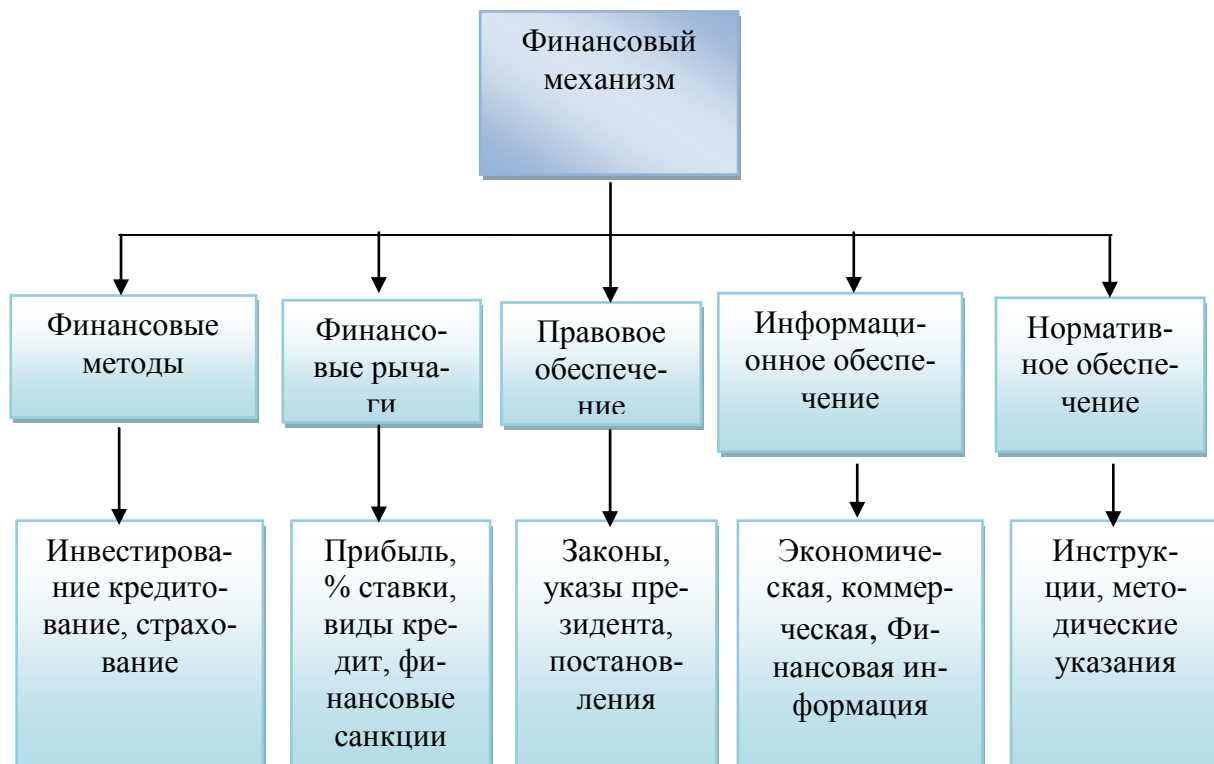 Финансовый
механизм
Финансовые
методы
Финансо-
вые рыча-
ги
Правовое
обеспече-
ние
Информаци-
онное обеспе-
чение
Норматив-
ное обеспе-
чение
Инвестирова-
ние кредито-
вание, страхо-
вание
Прибыль,
% ставки,
виды кре-
дит, фи-
нансовые
санкции
Законы,
указы пре-
зидента,
постанов-
ления
Экономиче-
ская, коммер-
ческая, Фи-
нансовая ин-
формация
Инструк-
ции, мето-
дические
указания